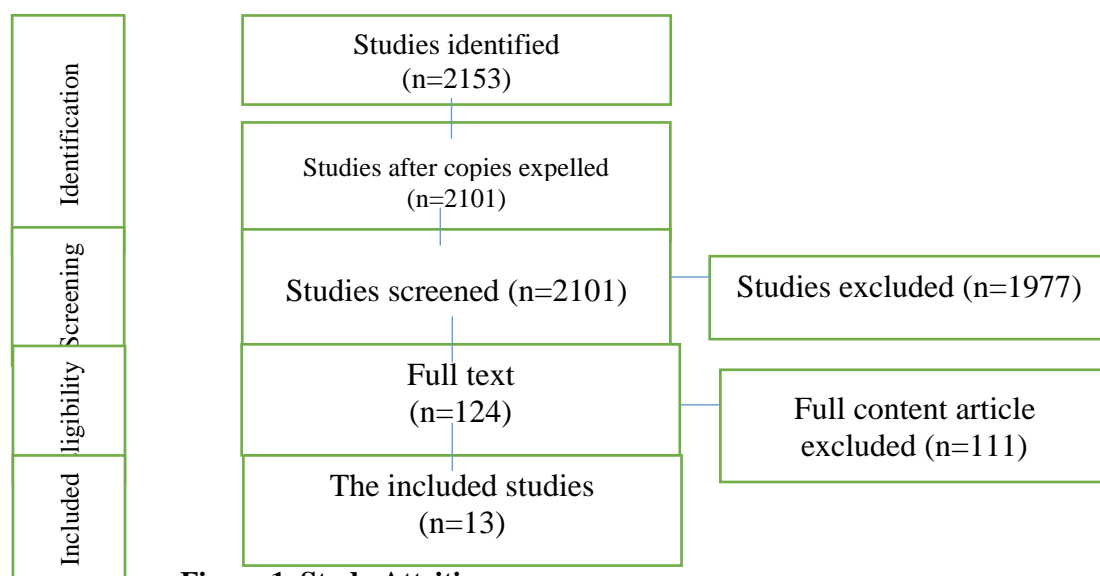 Identification
Studies identified
(n=2153)
Studies after copies expelled
(n=2101)
Screening
Studies screened (n=2101)
Studies excluded (n=1977)
ligibility
Full text
(n=124)
Full content article
excluded (n=111)
Included
The included studies
(n=13)